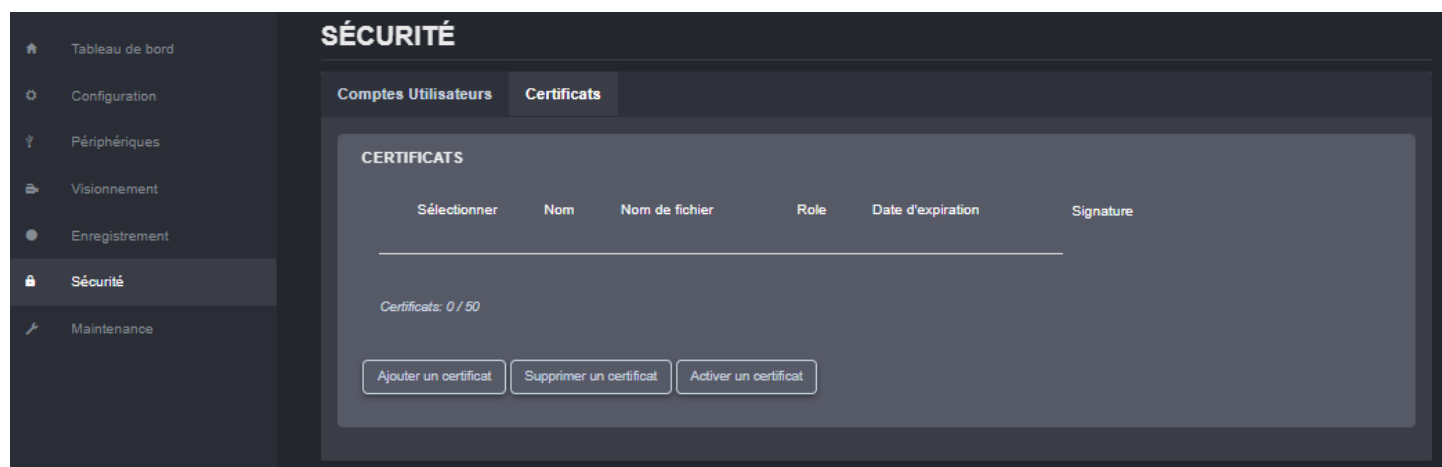 SÉCURITÉ
Tableau de bord
Configuration
Périphériques
Visionnement
Enregistrement
Sécurité
Maintenance
Comptes Utilisateurs Certificats
CERTIFICATS
Sélectionner Nom Nom de fichier Role Date d'expiration Signature
Certificats: 0 / 50
Ajouter un certificat Supprimer un certificat Activer un certificat